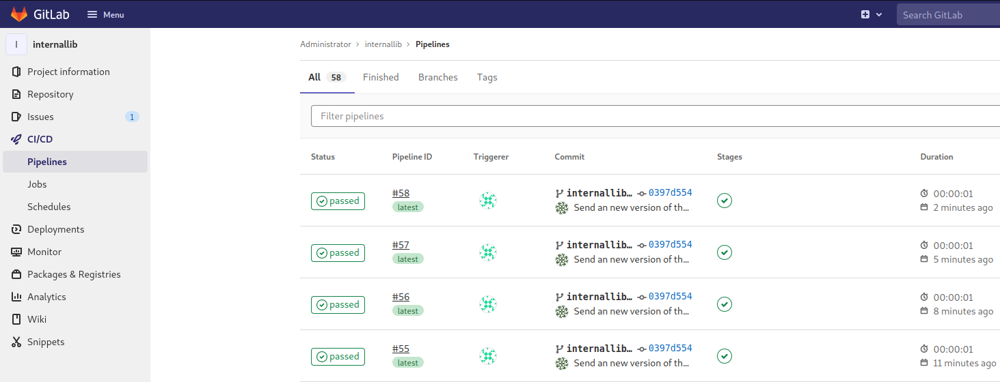 GitLab Menu Search GitLab
I internallib
Project information
Repository
Issues 1
CI/CD
Pipelines
Jobs
Schedules
Deployments
Monitor
Packages & Registries
Analytics
Wiki
Snippets
Administrator › internallib › Pipelines
All 58 Finished Branches Tags
Filter pipelines
Status Pipeline ID Triggerer Commit Stages Duration
passed #58 internallib… 0397d554 00:00:01
latest Send an new version of th… 2 minutes ago
passed #57 internallib… 0397d554 00:00:01
latest Send an new version of th… 5 minutes ago
passed #56 internallib… 0397d554 00:00:01
latest Send an new version of th… 8 minutes ago
passed #55 internallib… 0397d554 00:00:01
latest Send an new version of th… 11 minutes ago